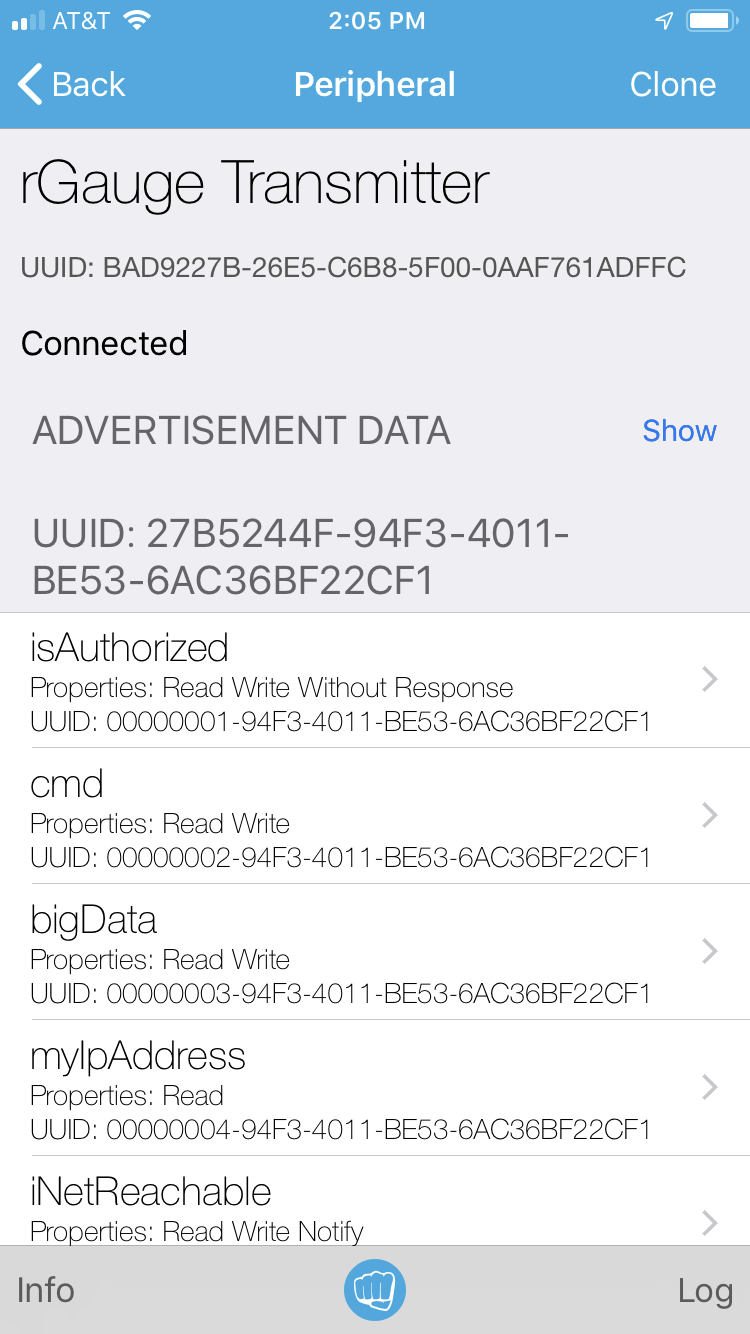 AT&T 2:05 PM
Back Peripheral Clone
rGauge Transmitter
UUID: BAD9227B-26E5-C6B8-5F00-0AAF761ADFFC
Connected
ADVERTISEMENT DATA Show
UUID: 27B5244F-94F3-4011-
BE53-6AC36BF22CF1
isAuthorized
Properties: Read Write Without Response
UUID: 00000001-94F3-4011-BE53-6AC36BF22CF1
cmd
Properties: Read Write
UUID: 00000002-94F3-4011-BE53-6AC36BF22CF1
bigData
Properties: Read Write
UUID: 00000003-94F3-4011-BE53-6AC36BF22CF1
myIpAddress
Properties: Read
UUID: 00000004-94F3-4011-BE53-6AC36BF22CF1
iNetReachable
Properties: Read Write Notify
Info Log